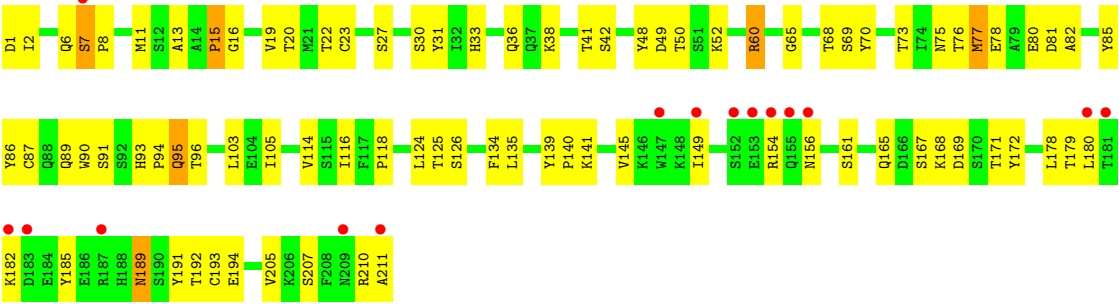 D1 I2 Q6 S7 P8 M11 S12 A13 A14 P15 G16 V19 T20 M21 T22 C23 S27 S30 Y31 I32 H33 Q36 Q37 K38 T41 S42 Y48 D49 T50 S51 K52 R60 G65 T68 S69 Y70 T73 I74 N75 T76 M77 E78 A79 E80 D81 A82 Y85
Y86 C87 Q88 Q89 W90 S91 S92 H93 P94 Q95 T96 L103 E104 I105 V114 S115 I116 F117 P118 L124 T125 S126 F134 L135 Y139 P140 K141 V145 K146 W147 K148 I149 S152 E153 R154 Q155 N156 S161 Q165 D166 S167 K168 D169 S170 T171 Y172 L178 T179 L180 T181
K182 D183 E184 Y185 E186 R187 H188 N189 S190 Y191 T192 C193 E194 V205 K206 S207 F208 N209 R210 A211